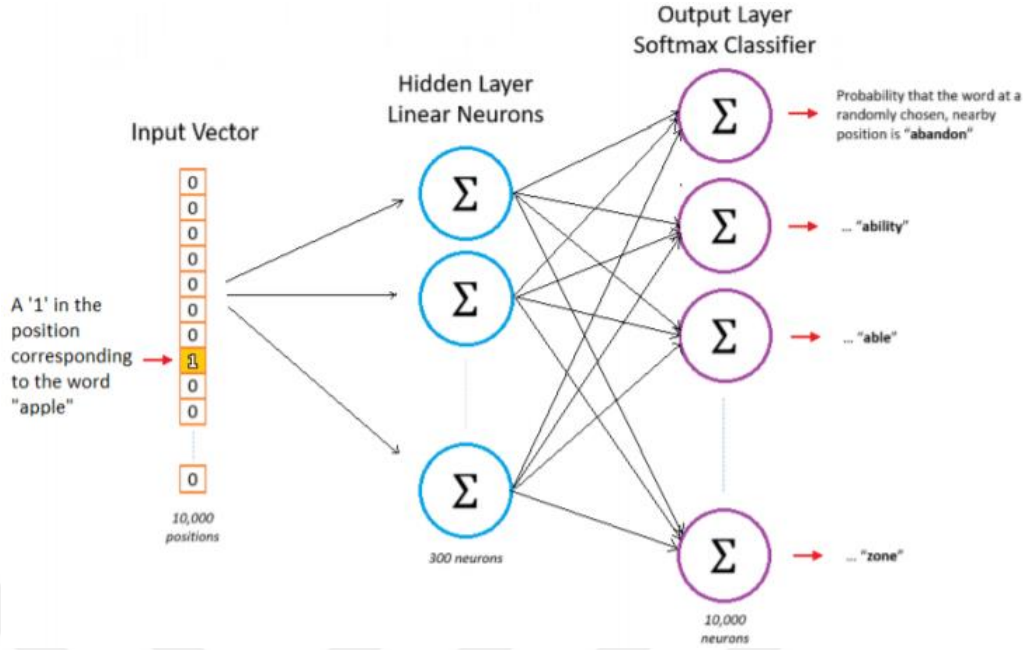 Output Layer
Softmax Classifier
Hidden Layer
Linear Neurons
Input Vector
0
0
0
0
0
0
0
1
0
0
0
10,000
positions
A '1' in the
position
corresponding
to the word
"apple"
Σ
Σ
Σ
300 neurons
Σ
Σ
Σ
Σ
10,000
neurons
Probability that the word at a
randomly chosen, nearby
position is "abandon"
... "ability"
... "able"
... "zone"